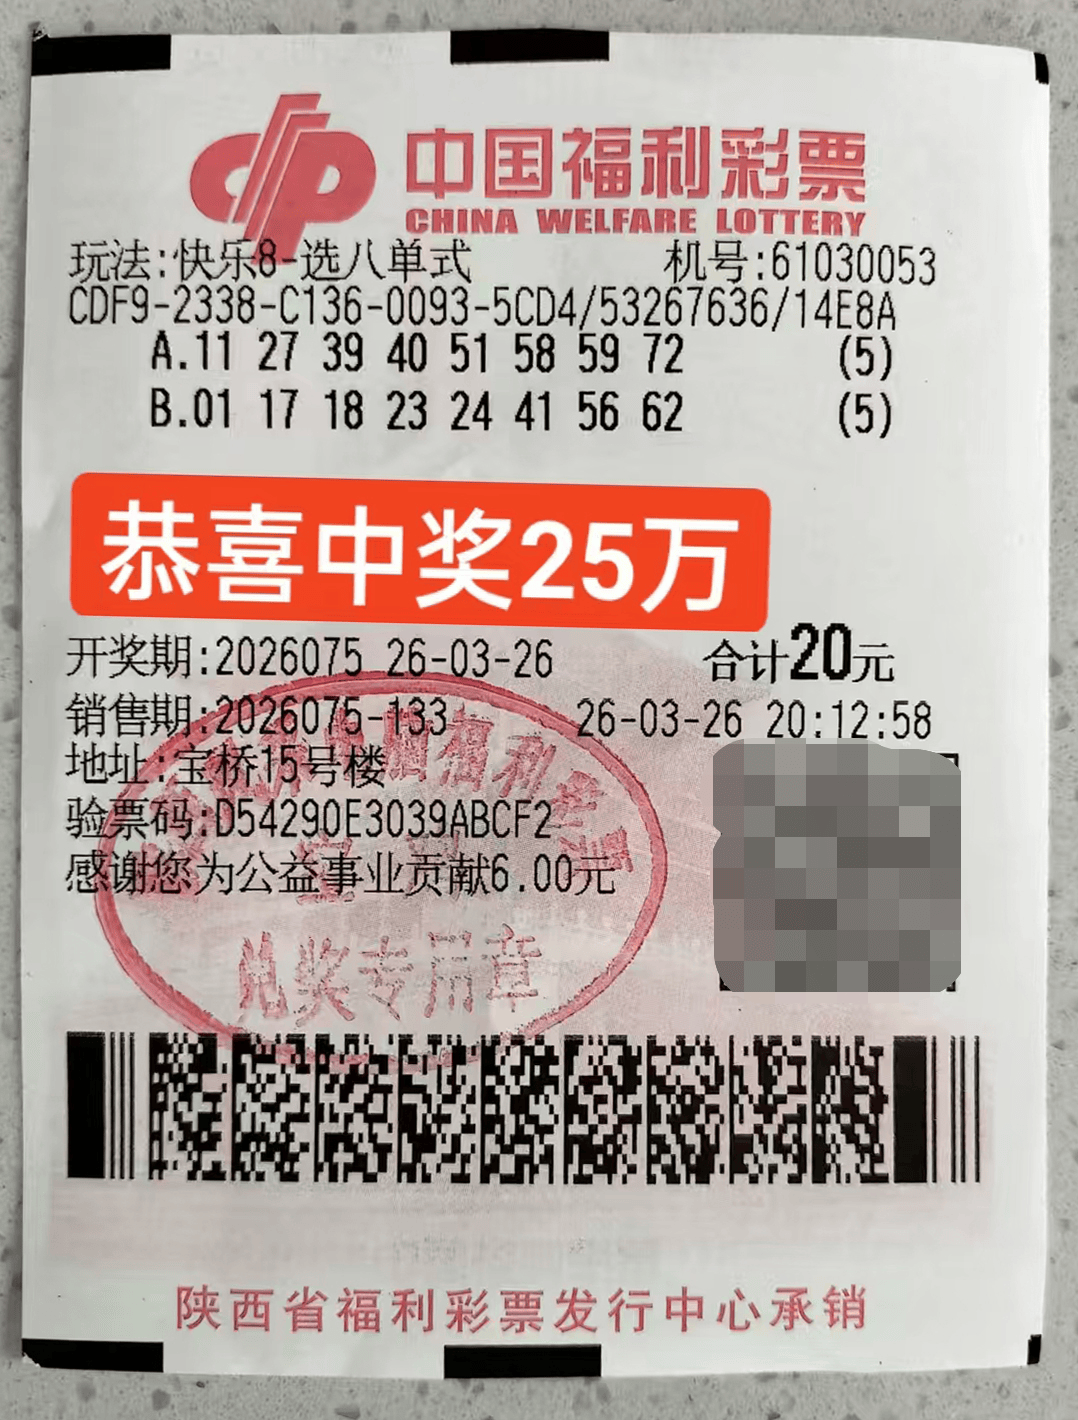 中国福利彩票
CHINA WELFARE LOTTERY
玩法:快乐8-选八单式 机号:61030053
CDF9-2338-C136-0093-5CD4/53267636/14E8A
A.11 27 39 40 51 58 59 72 (5)
B.01 17 18 23 24 41 56 62 (5)
恭喜中奖25万
开奖期:2026075 26-03-26 合计20元
销售期:2026075-133 26-03-26 20:12:58
地址:宝桥15号楼
验票码:D54290E3039ABCF2
感谢您为公益事业贡献6.00元
兑奖专用章
陕西省福利彩票发行中心承销